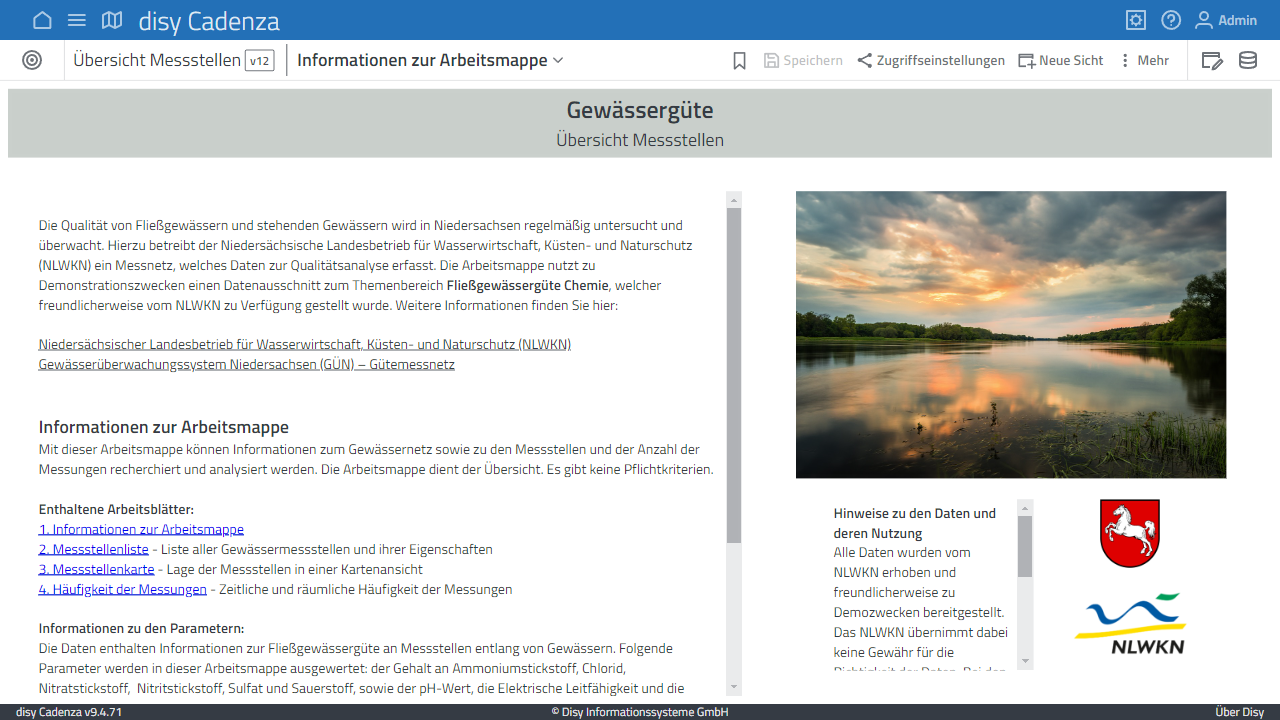 disy Cadenza
Admin
Übersicht Messstellen v12
Informationen zur Arbeitsmappe
Speichern
Zugriffseinstellungen
Neue Sicht
Mehr
Gewässergüte
Übersicht Messstellen
Die Qualität von Fließgewässern und stehenden Gewässern wird in Niedersachsen regelmäßig untersucht und
überwacht. Hierzu betreibt der Niedersächsische Landesbetrieb für Wasserwirtschaft, Küsten- und Naturschutz
(NLWKN) ein Messnetz, welches Daten zur Qualitätsanalyse erfasst. Die Arbeitsmappe nutzt zu
Demonstrationszwecken einen Datenausschnitt zum Themenbereich Fließgewässergüte Chemie, welcher
freundlicherweise vom NLWKN zu Verfügung gestellt wurde. Weitere Informationen finden Sie hier:
Niedersächsischer Landesbetrieb für Wasserwirtschaft, Küsten- und Naturschutz (NLWKN)
Gewässerüberwachungssystem Niedersachsen (GÜN) – Gütemessnetz
Informationen zur Arbeitsmappe
Mit dieser Arbeitsmappe können Informationen zum Gewässernetz sowie zu den Messstellen und der Anzahl der
Messungen recherchiert und analysiert werden. Die Arbeitsmappe dient der Übersicht. Es gibt keine Pflichtkriterien.
Enthaltene Arbeitsblätter:
1. Informationen zur Arbeitsmappe
2. Messstellenliste - Liste aller Gewässermessstellen und ihrer Eigenschaften
3. Messstellenkarte - Lage der Messstellen in einer Kartenansicht
4. Häufigkeit der Messungen - Zeitliche und räumliche Häufigkeit der Messungen
Informationen zu den Parametern:
Die Daten enthalten Informationen zur Fließgewässergüte an Messstellen entlang von Gewässern. Folgende
Parameter werden in dieser Arbeitsmappe ausgewertet: der Gehalt an Ammoniumstickstoff, Chlorid,
Nitratstickstoff, Nitritstickstoff, Sulfat und Sauerstoff, sowie der pH-Wert, die Elektrische Leitfähigkeit und die
Hinweise zu den Daten und
deren Nutzung
Alle Daten wurden vom
NLWKN erhoben und
freundlicherweise zu
Demozwecken bereitgestellt.
Das NLWKN übernimmt dabei
keine Gewähr für die
Richtigkeit der Daten. Bei den
NLWKN
disy Cadenza v9.4.71
© Disy Informationssysteme GmbH
Über Disy